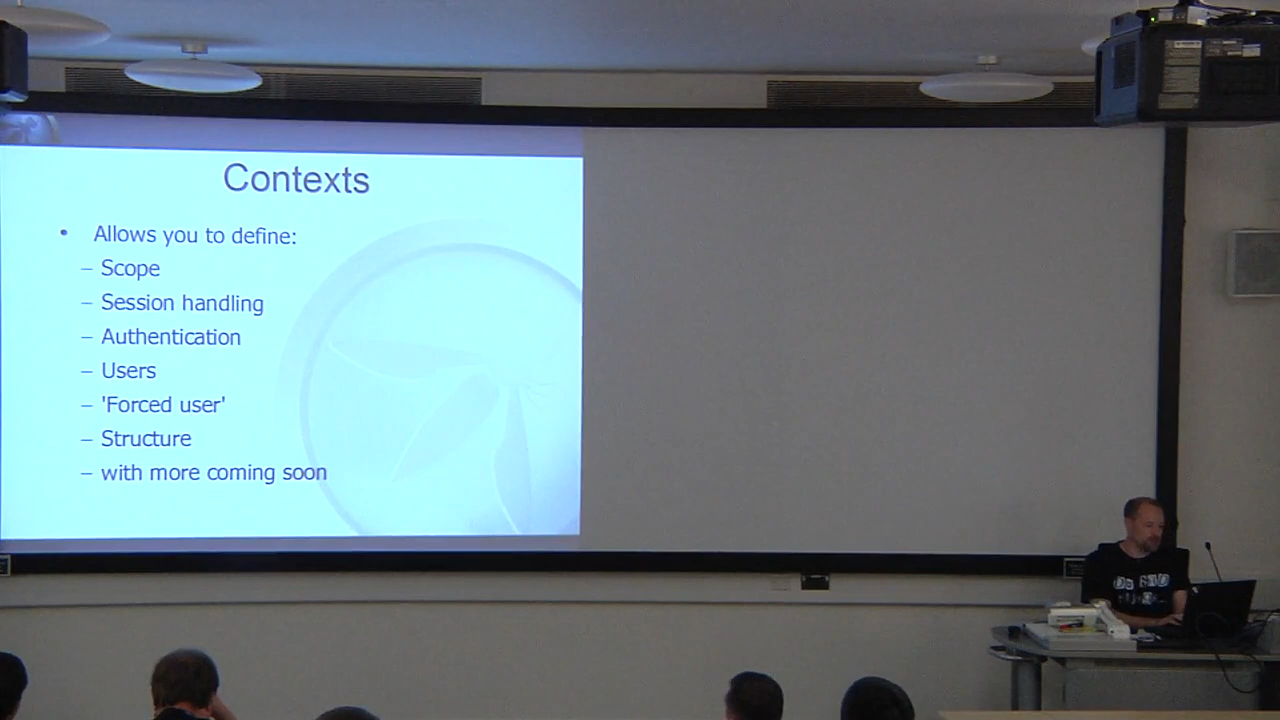 Contexts
• Allows you to define:
– Scope
– Session handling
– Authentication
– Users
– 'Forced user'
– Structure
– with more coming soon